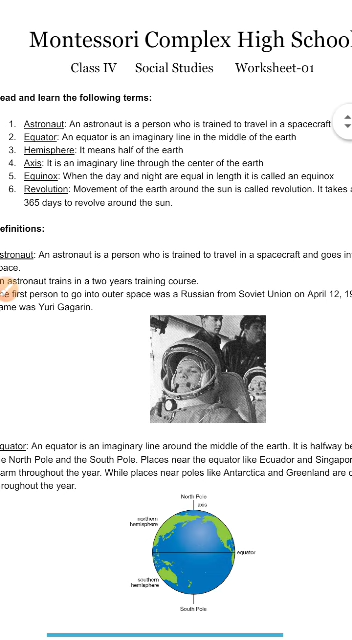 Montessori Complex High School
Class IV Social Studies Worksheet-01
ead and learn the following terms:
1. Astronaut: An astronaut is a person who is trained to travel in a spacecraft
2. Equator: An equator is an imaginary line in the middle of the earth
3. Hemisphere: It means half of the earth
4. Axis: It is an imaginary line through the center of the earth
5. Equinox: When the day and night are equal in length it is called an equinox
6. Revolution: Movement of the earth around the sun is called revolution. It takes
365 days to revolve around the sun.
efinitions:
stronaut: An astronaut is a person who is trained to travel in a spacecraft and goes in
pace.
n astronaut trains in a two years training course.
he first person to go into outer space was a Russian from Soviet Union on April 12, 19
ame was Yuri Gagarin.
quator: An equator is an imaginary line around the middle of the earth. It is halfway be
e North Pole and the South Pole. Places near the equator like Ecuador and Singapor
arm throughout the year. While places near poles like Antarctica and Greenland are c
roughout the year.
North Pole
axis
northern
hemisphere
equator
southern
hemisphere
South Pole